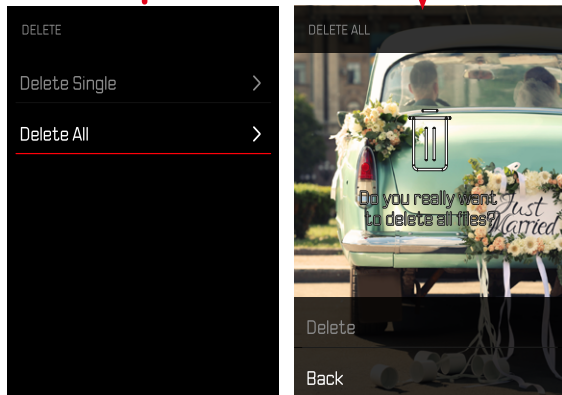 DELETE
Delete Single
Delete All
DELETE ALL
Do you really want
to delete all files?
Just
Married
Delete
Back